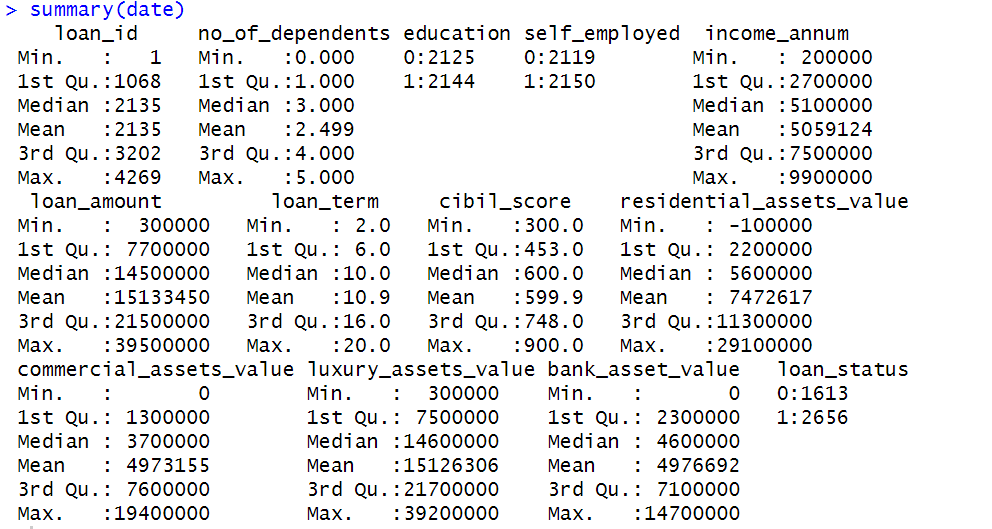 > summary(date)
    loan_id     no_of_dependents education self_employed  income_annum    
 Min.   :   1   Min.   :0.000    0:2125    0:2119        Min.   : 200000  
 1st Qu.:1068   1st Qu.:1.000    1:2144    1:2150        1st Qu.:2700000  
 Median :2135   Median :3.000                            Median :5100000  
 Mean   :2135   Mean   :2.499                            Mean   :5059124  
 3rd Qu.:3202   3rd Qu.:4.000                            3rd Qu.:7500000  
 Max.   :4269   Max.   :5.000                            Max.   :9900000  
  loan_amount         loan_term     cibil_score    residential_assets_value
 Min.   :  300000   Min.   : 2.0   Min.   :300.0   Min.   : -100000        
 1st Qu.: 7700000   1st Qu.: 6.0   1st Qu.:453.0   1st Qu.: 2200000        
 Median :14500000   Median :10.0   Median :600.0   Median : 5600000        
 Mean   :15133450   Mean   :10.9   Mean   :599.9   Mean   : 7472617        
 3rd Qu.:21500000   3rd Qu.:16.0   3rd Qu.:748.0   3rd Qu.:11300000        
 Max.   :39500000   Max.   :20.0   Max.   :900.0   Max.   :29100000        
 commercial_assets_value luxury_assets_value bank_asset_value   loan_status
 Min.   :       0        Min.   :  300000    Min.   :       0   0:1613     
 1st Qu.: 1300000        1st Qu.: 7500000    1st Qu.: 2300000   1:2656     
 Median : 3700000        Median :14600000    Median : 4600000              
 Mean   : 4973155        Mean   :15126306    Mean   : 4976692              
 3rd Qu.: 7600000        3rd Qu.:21700000    3rd Qu.: 7100000              
 Max.   :19400000        Max.   :39200000    Max.   :14700000